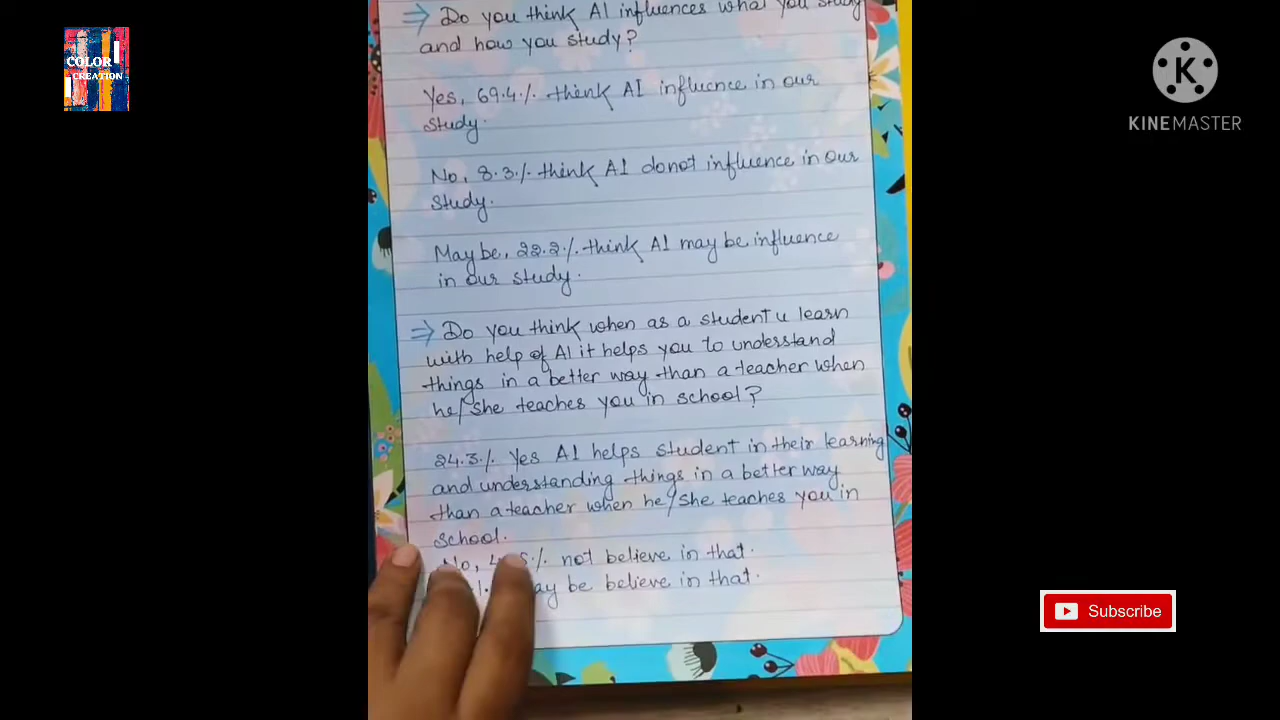 COLOR
CREATION
K
KINEMASTER
⇒ Do you think AI influences what you study
and how you study?
Yes, 69.4% think AI influence in our
study.
No, 8.3% think AI donot influence in our
study.
Maybe, 22.2% think AI may be influence
in our study.
⇒ Do you think when as a student u learn
with help of AI it helps you to understand
things in a better way than a teacher when
he/she teaches you in school?
24.3% Yes AI helps student in their learning
and understanding things in a better way
than a teacher when he/she teaches you in
school.
No, not believe in that.
be believe in that.
Subscribe